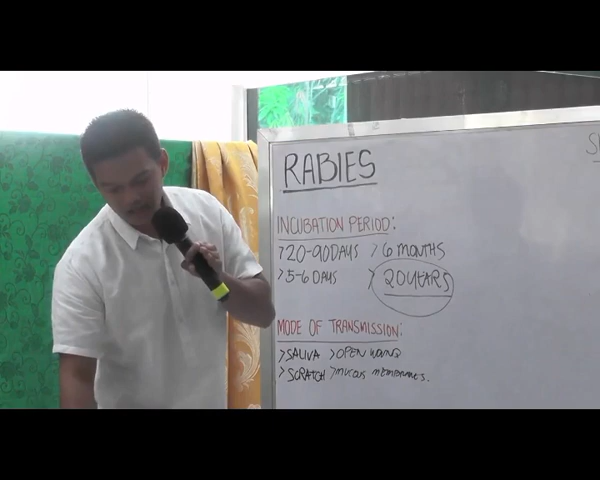 RABIES
S
INCUBATION PERIOD:
>20-90DAYS >6 MONTHS
>5-6 DAYS > 20YEARS
MODE OF TRANSMISSION:
>SALIVA >OPEN WOUND
>SCRATCH >MUCOUS MEMBRANES.